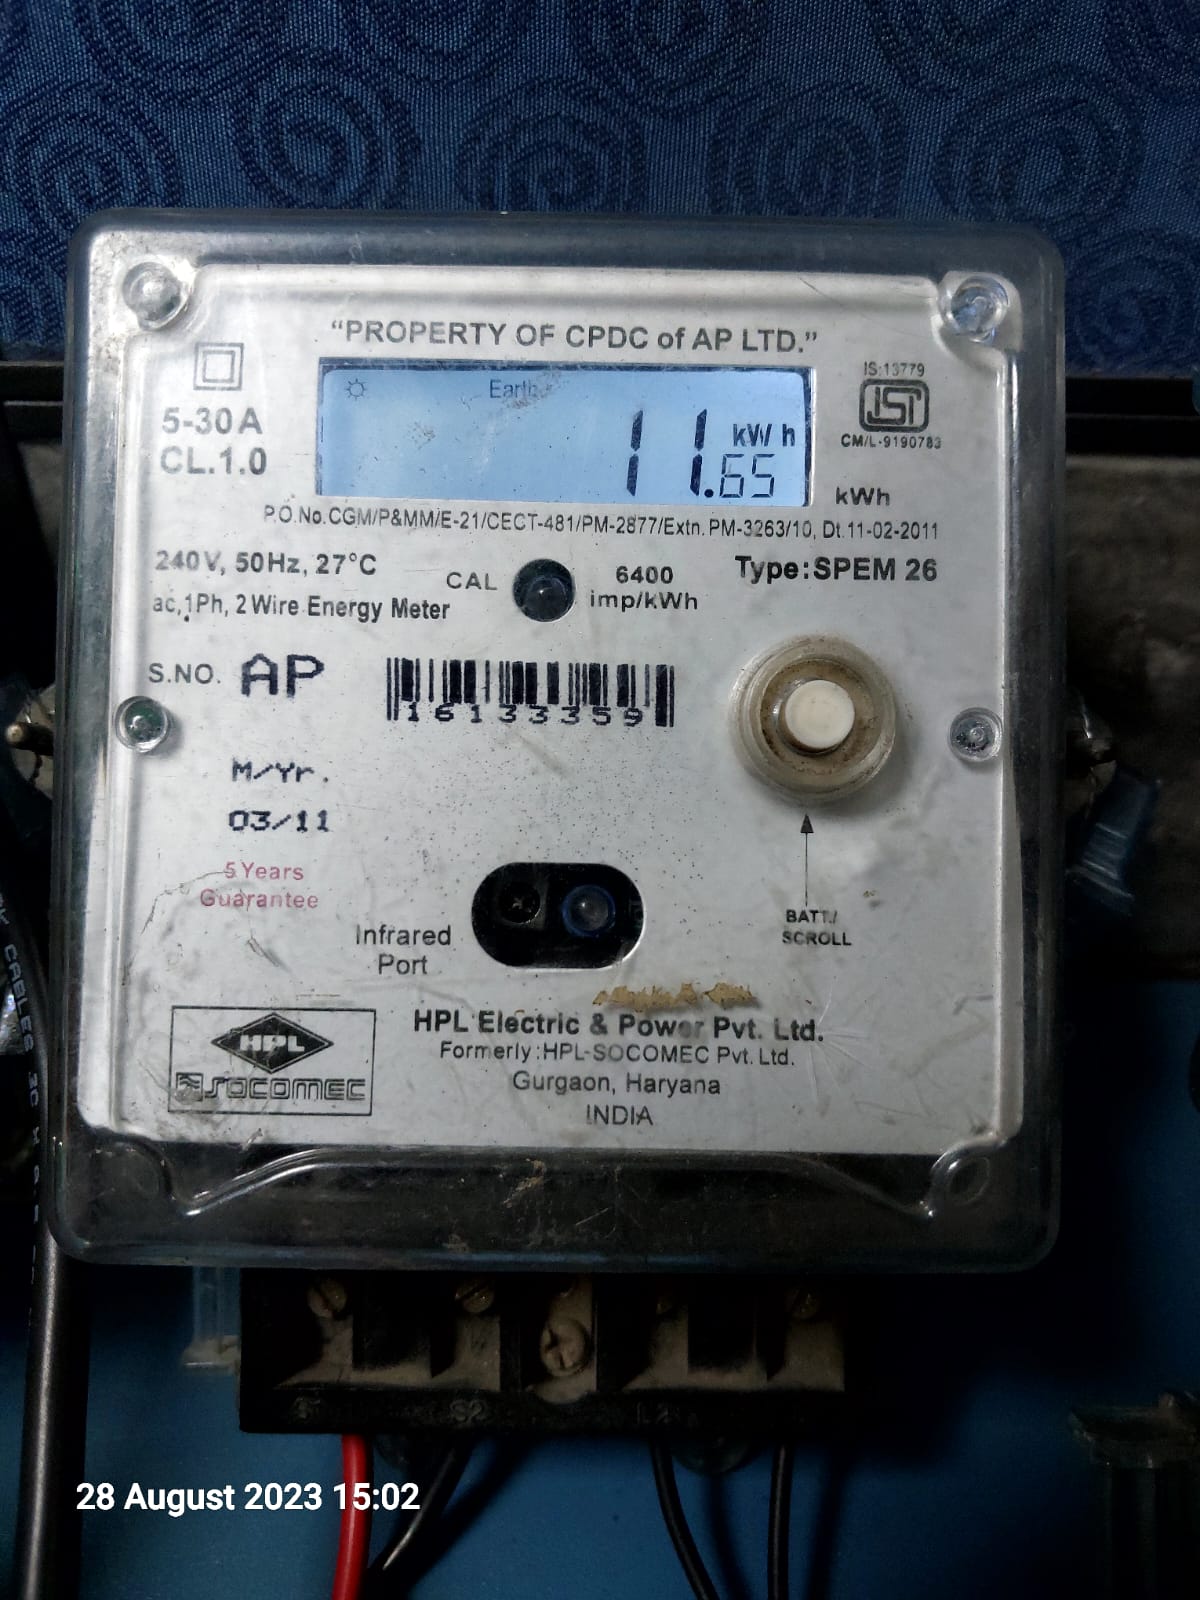 "PROPERTY OF CPDC of AP LTD."
5-30A
CL.1.0
Earth
11.65 kWh
kWh
IS:13779
ISI
CM/L-9190783
P.O.No.CGM/P&MM/E-21/CECT-481/PM-2877/Extn. PM-3263/10, Dt.11-02-2011
240V, 50Hz, 27°C
ac,1Ph, 2 Wire Energy Meter
CAL
6400
imp/kWh
Type:SPEM 26
S.NO. AP
16133359
M/Yr.
03/11
5 Years
Guarantee
Infrared
Port
BATT./
SCROLL
HPL
SOCOMEC
HPL Electric & Power Pvt. Ltd.
Formerly:HPL-SOCOMEC Pvt. Ltd.
Gurgaon, Haryana
INDIA
S2
28 August 2023 15:02